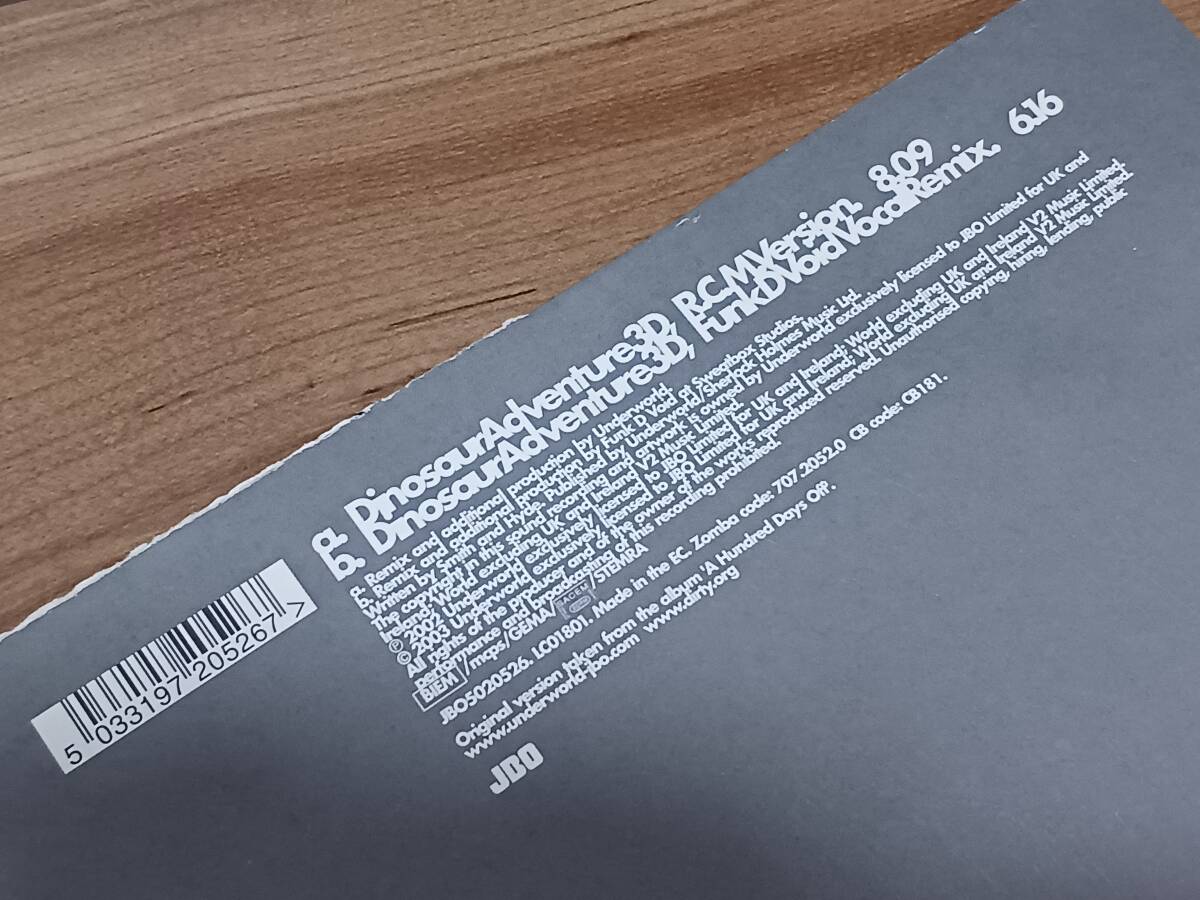 a. DinosaurAdventure3D, R.C.M Version. 8.09
b. DinosaurAdventure3D, FunkDVoidVocalRemix. 6.16
a. Remix and additional production by Underworld.
b. Remix and additional production by Funk D Void at Sweatbox Studios.
Written by Smith and Hyde. Published by Underworld/Sherlock Holmes Music Ltd.
The copyright in this sound recording and artwork is owned by Underworld exclusively licensed to JBO Limited for UK and
Ireland; World excluding UK and Ireland V2 Music Limited.
℗ 2002 Underworld exclusively licensed to JBO Limited for UK and Ireland; World excluding UK and Ireland V2 Music Limited.
© 2003 Underworld exclusively licensed to JBO Limited for UK and Ireland; World excluding UK and Ireland V2 Music Limited.
All rights of the producer and of the owner of the works reproduced reserved. Unauthorised copying, hiring, lending, public
performance and broadcasting of this recording prohibited.
BIEM/mcps/GEMA/SACEM/STEMRA
JBO5020526. LC01801. Made in the EC. Zomba code: 707.2052.0 CB code: CB181.
Original version taken from the album 'A Hundred Days Off'.
www.underworld-jbo.com www.dirty.org
JBO
5 033197 205267 >